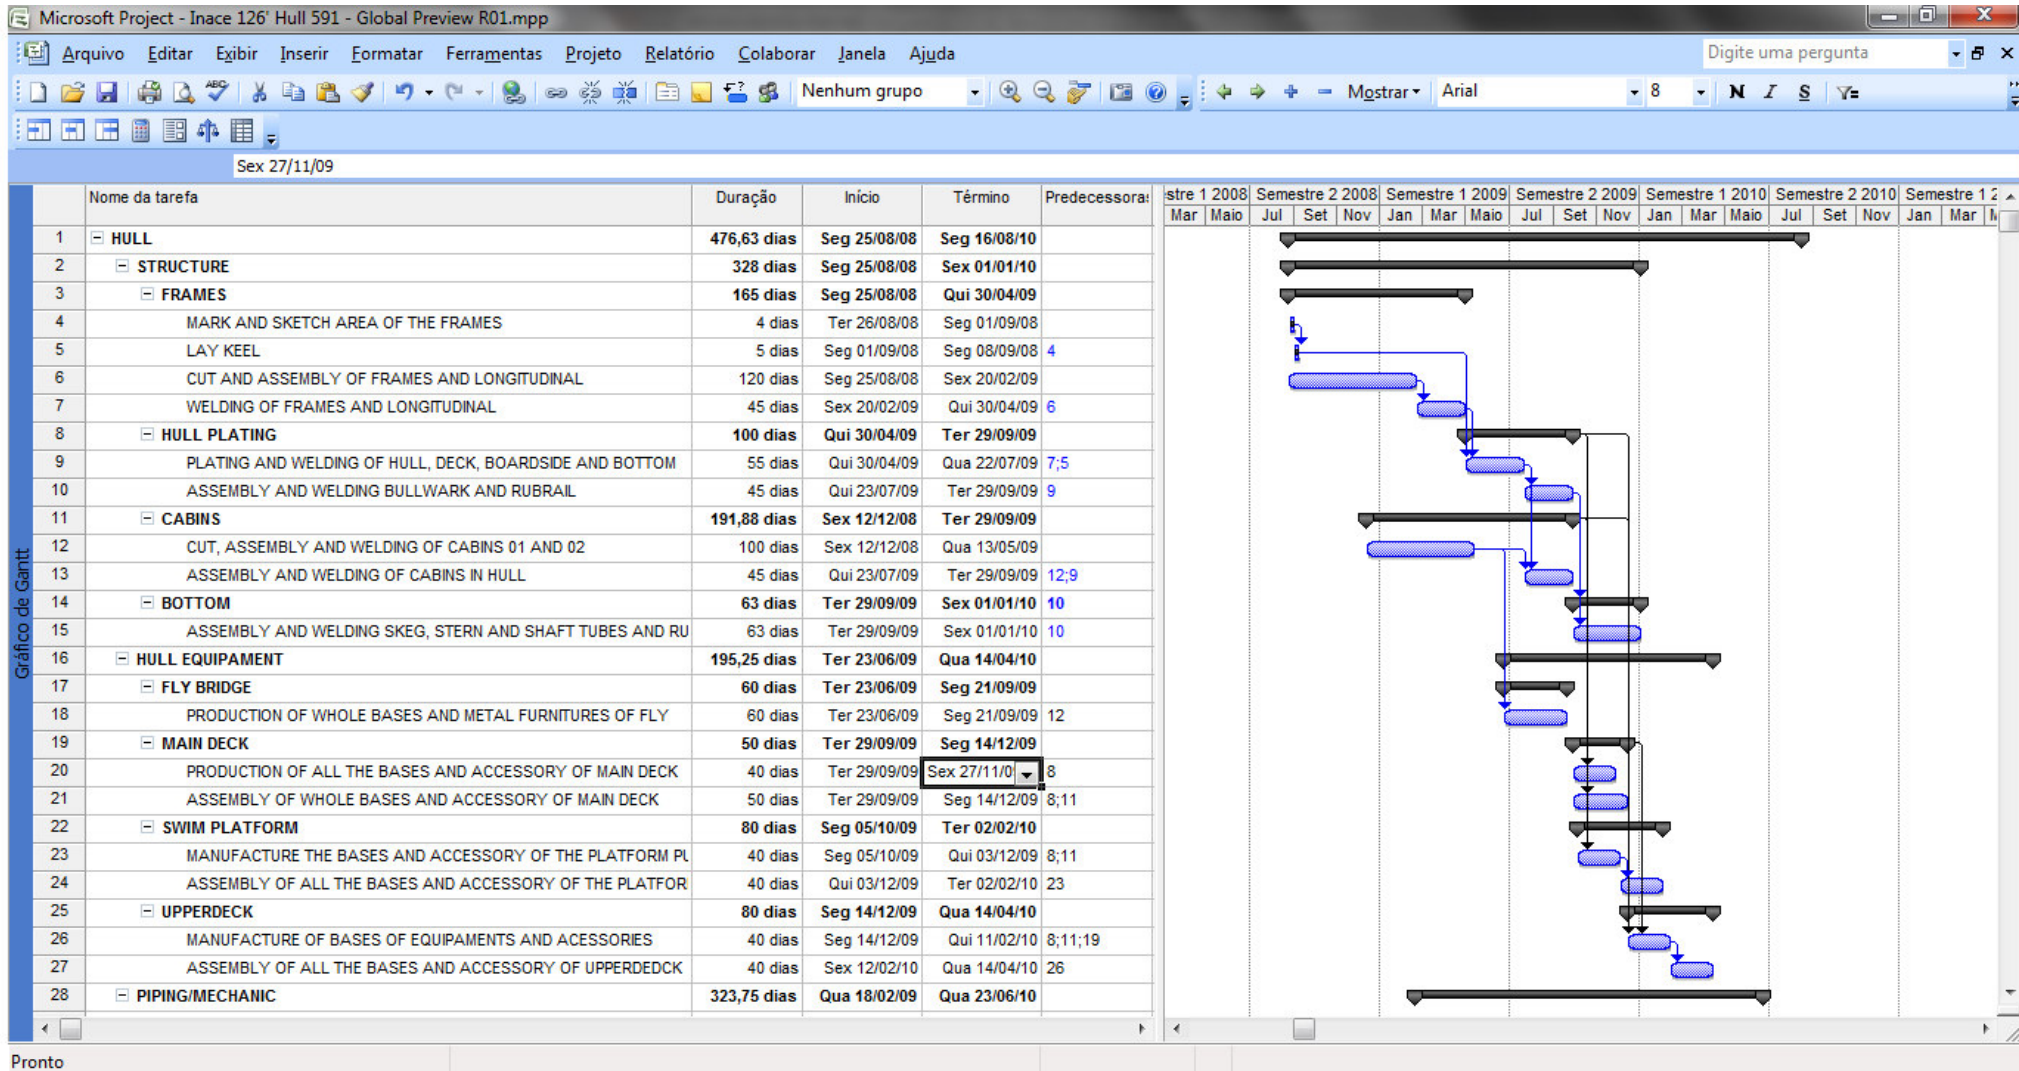 Microsoft Project - Inace 126' Hull 591 - Global Preview R01.mpp
Arquivo Editar Exibir Inserir Formatar Ferramentas Projeto Relatório Colaborar Janela Ajuda Digite uma pergunta
Nenhum grupo Mostrar Arial 8 N I S
Sex 27/11/09
Nome da tarefa Duração Início Término Predecessoras estre 1 2008 Semestre 2 2008 Semestre 1 2009 Semestre 2 2009 Semestre 1 2010 Semestre 2 2010 Semestre 1 2
Mar Maio Jul Set Nov Jan Mar Maio Jul Set Nov Jan Mar Maio Jul Set Nov Jan Mar
1 HULL 476,63 dias Seg 25/08/08 Seg 16/08/10
2 STRUCTURE 328 dias Seg 25/08/08 Sex 01/01/10
3 FRAMES 165 dias Seg 25/08/08 Qui 30/04/09
4 MARK AND SKETCH AREA OF THE FRAMES 4 dias Ter 26/08/08 Seg 01/09/08
5 LAY KEEL 5 dias Seg 01/09/08 Seg 08/09/08 4
6 CUT AND ASSEMBLY OF FRAMES AND LONGITUDINAL 120 dias Seg 25/08/08 Sex 20/02/09
7 WELDING OF FRAMES AND LONGITUDINAL 45 dias Sex 20/02/09 Qui 30/04/09 6
8 HULL PLATING 100 dias Qui 30/04/09 Ter 29/09/09
9 PLATING AND WELDING OF HULL, DECK, BOARDSIDE AND BOTTOM 55 dias Qui 30/04/09 Qua 22/07/09 7;5
10 ASSEMBLY AND WELDING BULLWARK AND RUBRAIL 45 dias Qui 23/07/09 Ter 29/09/09 9
11 CABINS 191,88 dias Sex 12/12/08 Ter 29/09/09
12 CUT, ASSEMBLY AND WELDING OF CABINS 01 AND 02 100 dias Sex 12/12/08 Qua 13/05/09
13 ASSEMBLY AND WELDING OF CABINS IN HULL 45 dias Qui 23/07/09 Ter 29/09/09 12;9
14 BOTTOM 63 dias Ter 29/09/09 Sex 01/01/10 10
15 ASSEMBLY AND WELDING SKEG, STERN AND SHAFT TUBES AND RU 63 dias Ter 29/09/09 Sex 01/01/10 10
16 HULL EQUIPAMENT 195,25 dias Ter 23/06/09 Qua 14/04/10
17 FLY BRIDGE 60 dias Ter 23/06/09 Seg 21/09/09
18 PRODUCTION OF WHOLE BASES AND METAL FURNITURES OF FLY 60 dias Ter 23/06/09 Seg 21/09/09 12
19 MAIN DECK 50 dias Ter 29/09/09 Seg 14/12/09
20 PRODUCTION OF ALL THE BASES AND ACCESSORY OF MAIN DECK 40 dias Ter 29/09/09 Sex 27/11/0 8
21 ASSEMBLY OF WHOLE BASES AND ACCESSORY OF MAIN DECK 50 dias Ter 29/09/09 Seg 14/12/09 8;11
22 SWIM PLATFORM 80 dias Seg 05/10/09 Ter 02/02/10
23 MANUFACTURE THE BASES AND ACCESSORY OF THE PLATFORM PL 40 dias Seg 05/10/09 Qui 03/12/09 8;11
24 ASSEMBLY OF ALL THE BASES AND ACCESSORY OF THE PLATFOR 40 dias Qui 03/12/09 Ter 02/02/10 23
25 UPPERDECK 80 dias Seg 14/12/09 Qua 14/04/10
26 MANUFACTURE OF BASES OF EQUIPAMENTS AND ACESSORIES 40 dias Seg 14/12/09 Qui 11/02/10 8;11;19
27 ASSEMBLY OF ALL THE BASES AND ACCESSORY OF UPPERDEDCK 40 dias Sex 12/02/10 Qua 14/04/10 26
28 PIPING/MECHANIC 323,75 dias Qua 18/02/09 Qua 23/06/10
Gráfico de Gantt
Pronto